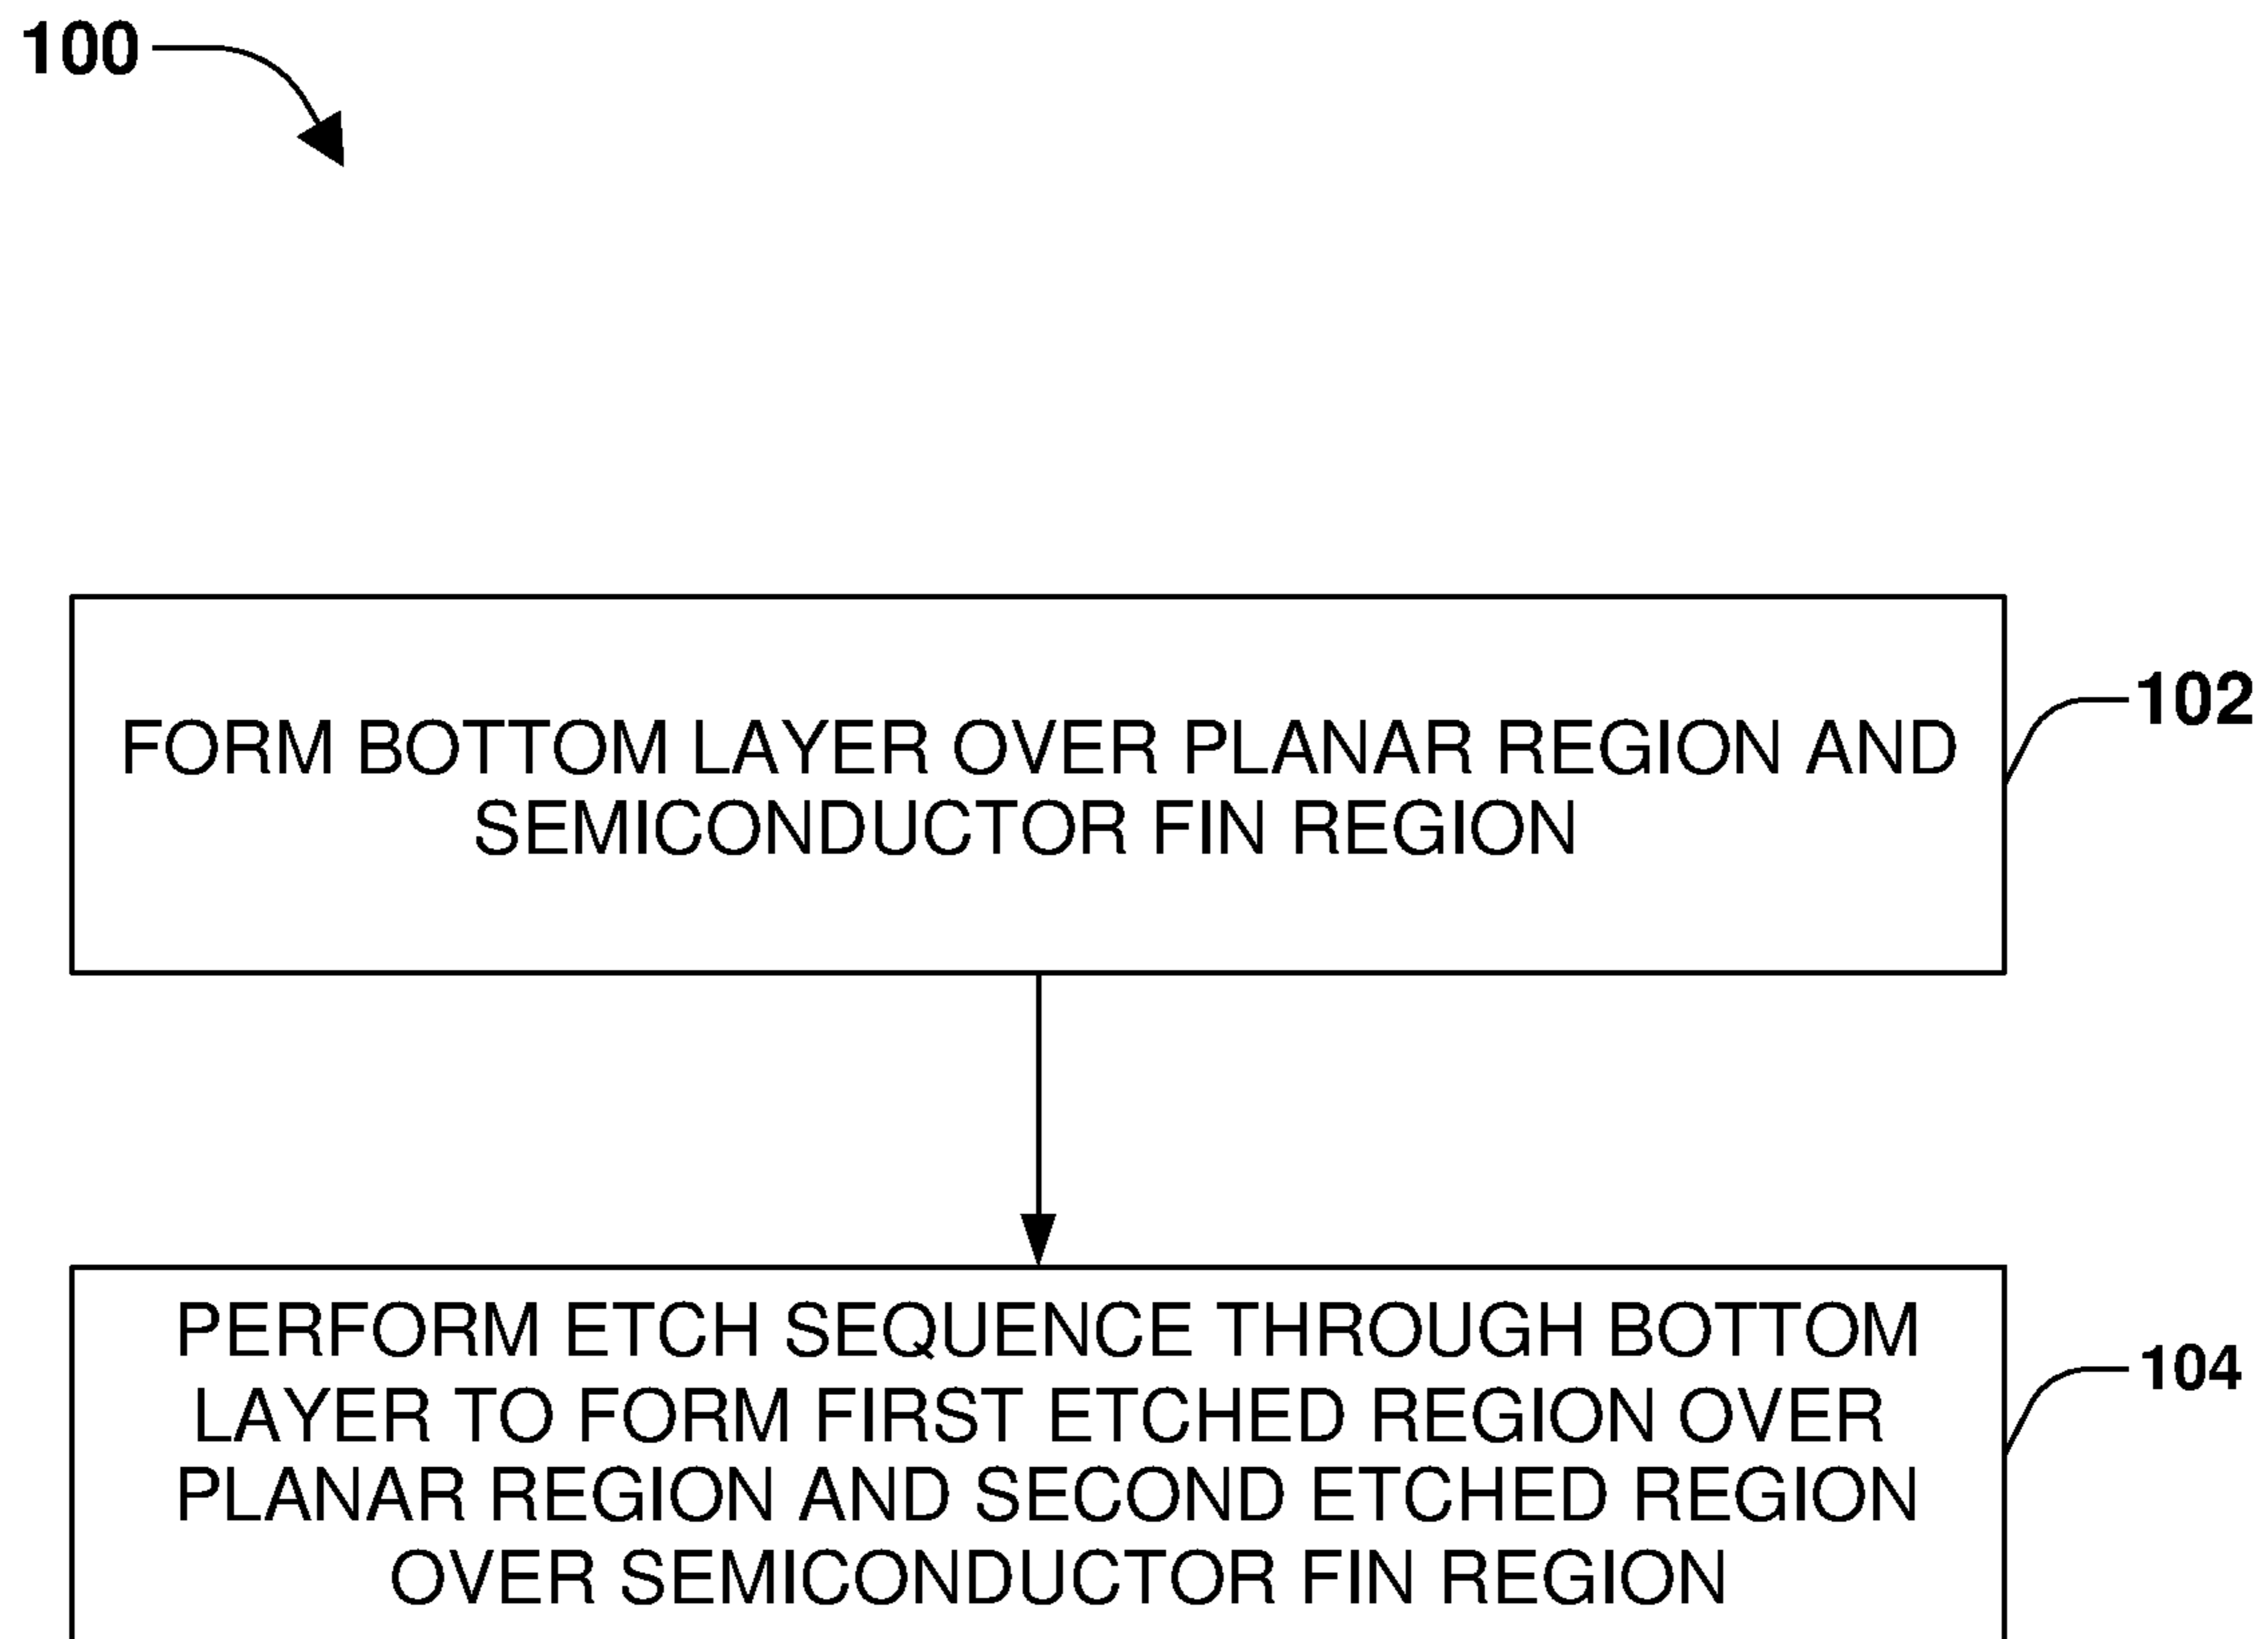 100
FORM BOTTOM LAYER OVER PLANAR REGION AND
SEMICONDUCTOR FIN REGION
102
PERFORM ETCH SEQUENCE THROUGH BOTTOM
LAYER TO FORM FIRST ETCHED REGION OVER
PLANAR REGION AND SECOND ETCHED REGION
OVER SEMICONDUCTOR FIN REGION
104